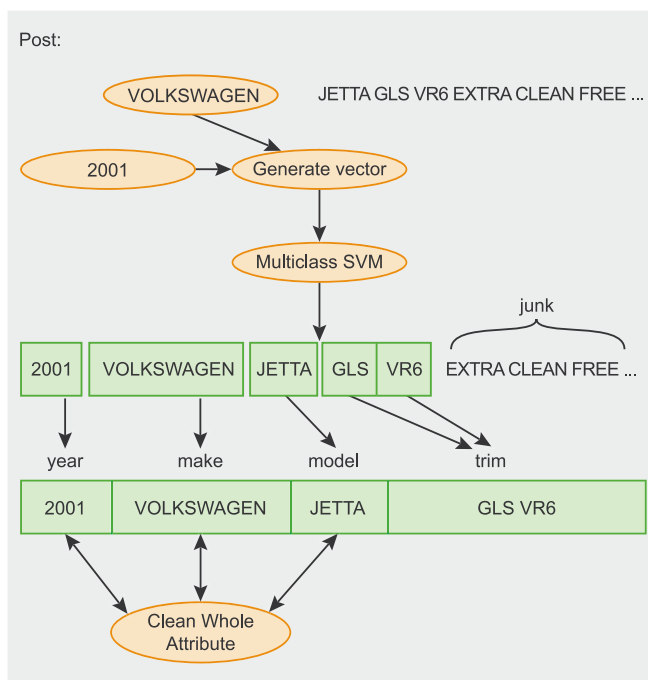 Post:
VOLKSWAGEN JETTA GLS VR6 EXTRA CLEAN FREE ...
2001 Generate vector
Multiclass SVM
junk
2001 VOLKSWAGEN JETTA GLS VR6 EXTRA CLEAN FREE ...
year make model trim
2001 VOLKSWAGEN JETTA GLS VR6
Clean Whole
Attribute